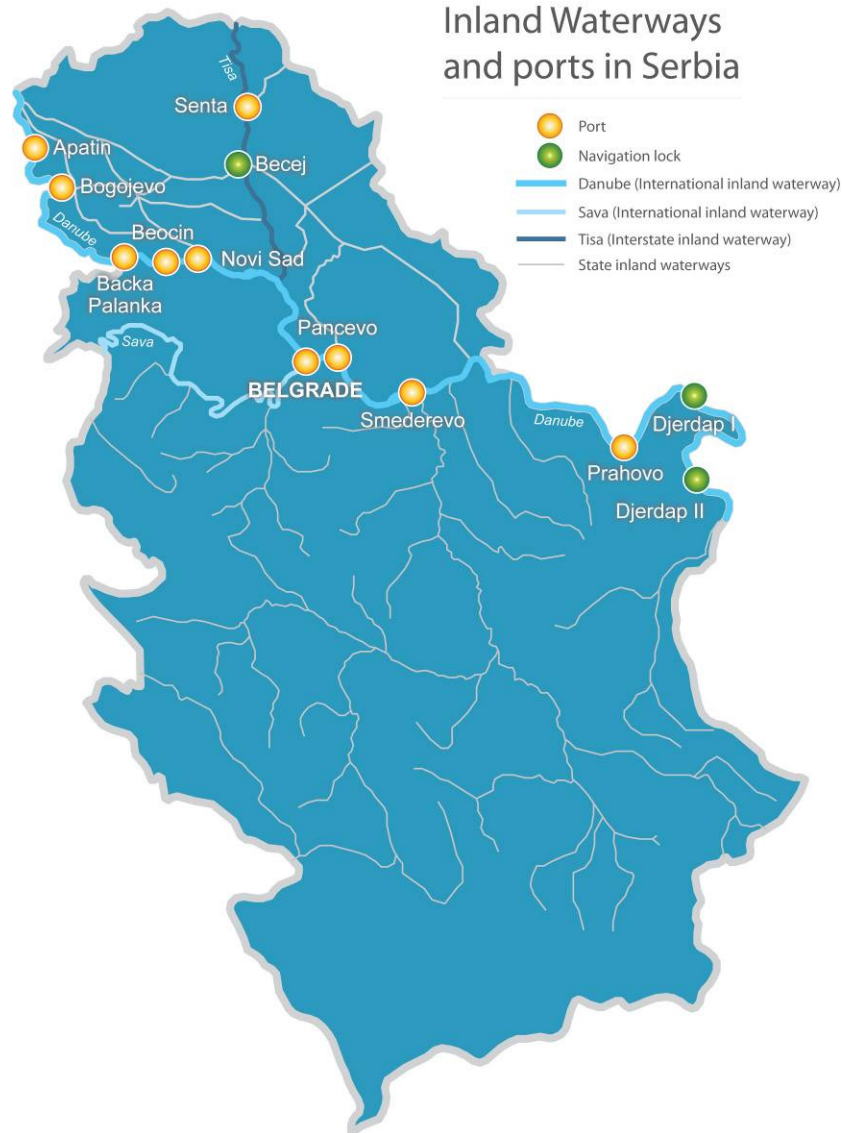 Inland Waterways
and ports in Serbia
Port
Navigation lock
Danube (International inland waterway)
Sava (International inland waterway)
Tisa (Interstate inland waterway)
State inland waterways
Tisa
Senta
Apatin
Becej
Bogojevo
Danube
Beocin
Novi Sad
Backa
Palanka
Pancevo
Sava
BELGRADE
Smederevo
Danube
Djerdap I
Prahovo
Djerdap II